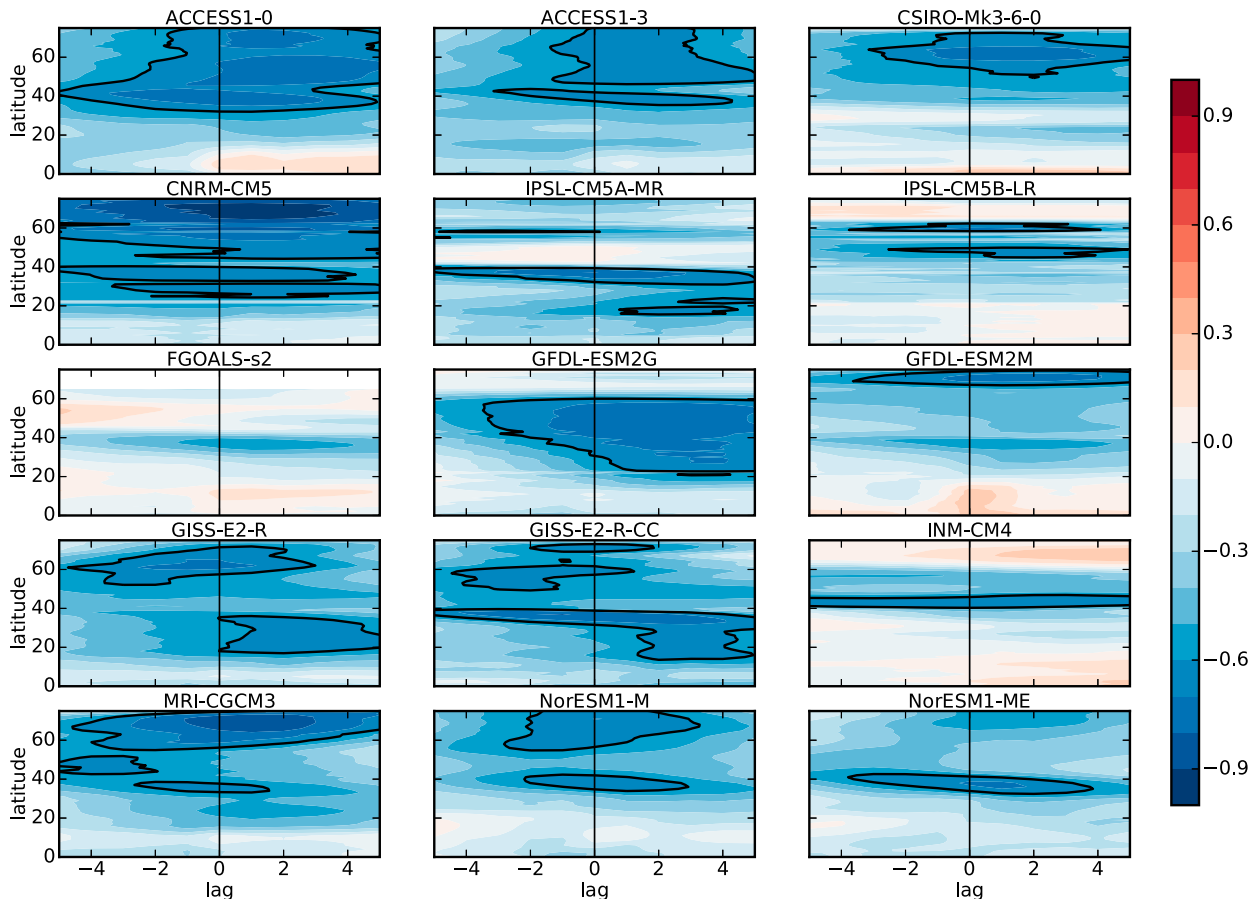 ACCESS1-0 ACCESS1-3 CSIRO-Mk3-6-0
latitude
60
40
20
0
CNRM-CM5 IPSL-CM5A-MR IPSL-CM5B-LR
latitude
60
40
20
0
FGOALS-s2 GFDL-ESM2G GFDL-ESM2M
latitude
60
40
20
0
GISS-E2-R GISS-E2-R-CC INM-CM4
latitude
60
40
20
0
MRI-CGCM3 NorESM1-M NorESM1-ME
latitude
60
40
20
0
−4 −2 0 2 4 −4 −2 0 2 4 −4 −2 0 2 4
lag lag lag
0.9
0.6
0.3
0.0
−0.3
−0.6
−0.9